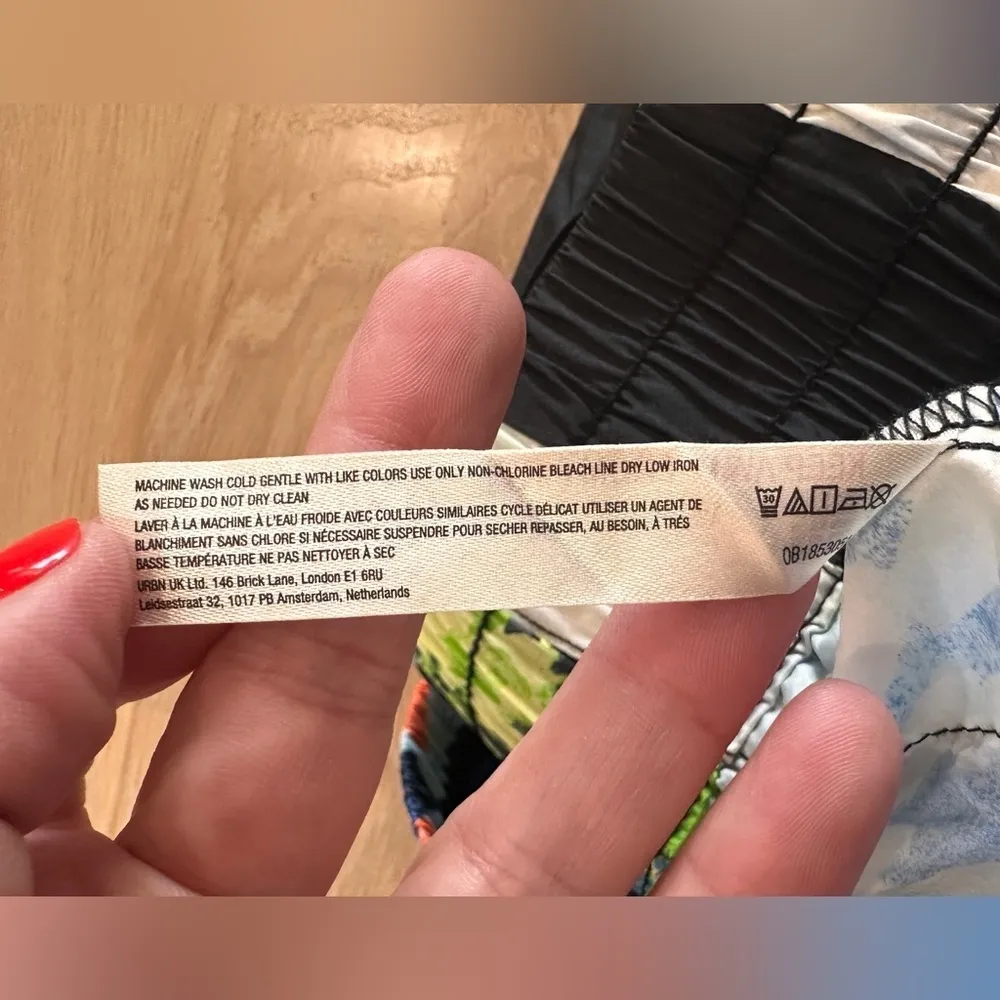 MACHINE WASH COLD GENTLE WITH LIKE COLORS USE ONLY NON-CHLORINE BLEACH LINE DRY LOW IRON
AS NEEDED DO NOT DRY CLEAN
LAVER À LA MACHINE À L'EAU FROIDE AVEC COULEURS SIMILAIRES CYCLE DÉLICAT UTILISER UN AGENT DE
BLANCHIMENT SANS CHLORE SI NÉCESSAIRE SUSPENDRE POUR SECHER REPASSER, AU BESOIN, À TRÉS
BASSE TEMPÉRATURE NE PAS NETTOYER À SEC
URBN UK Ltd. 146 Brick Lane, London E1 6RU
Leidsestraat 32, 1017 PB Amsterdam, Netherlands
30